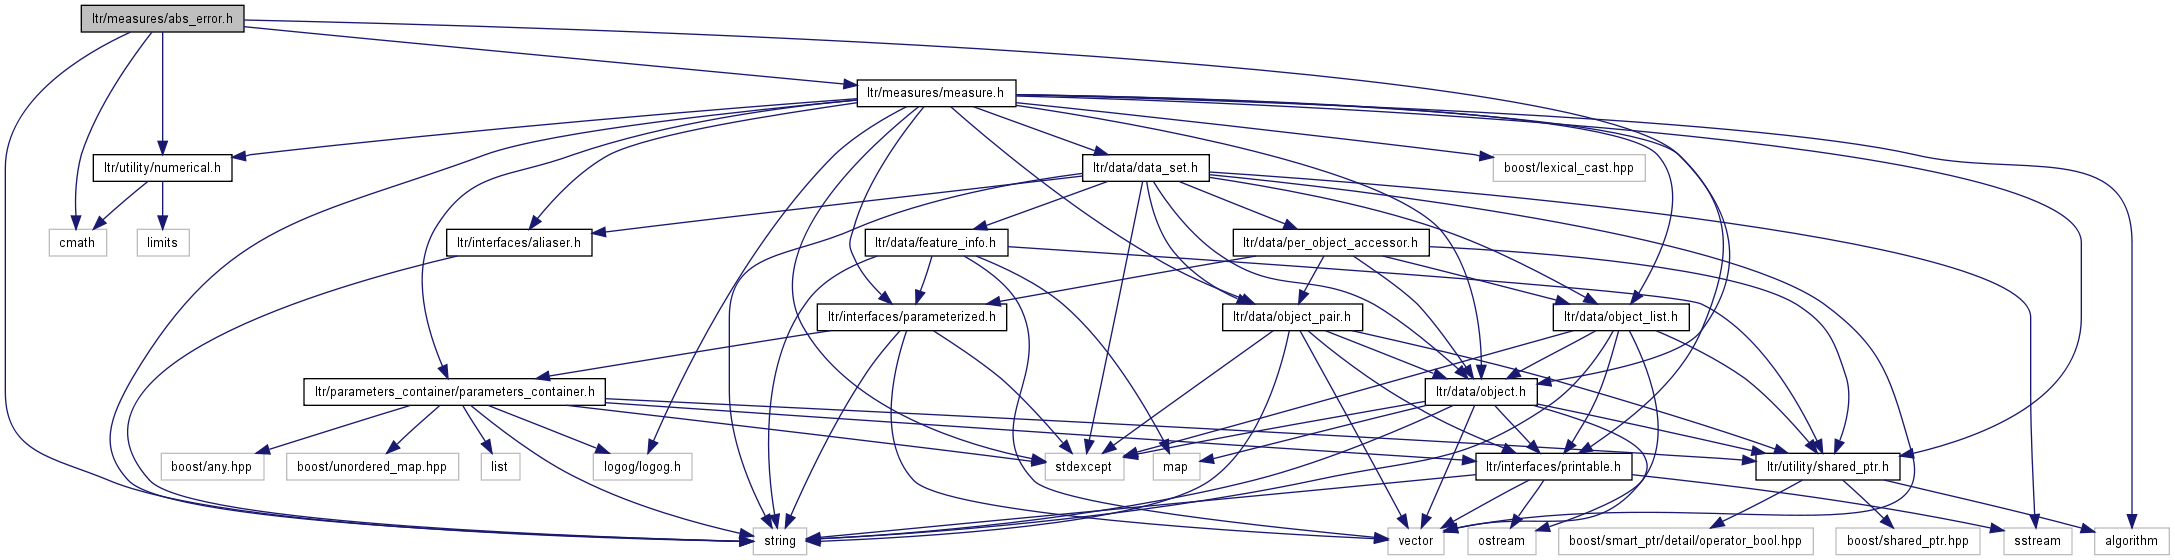 ltr/measures/abs_error.h
ltr/measures/measure.h
ltr/utility/numerical.h
ltr/data/data_set.h
boost/lexical_cast.hpp
cmath
limits
ltr/interfaces/aliaser.h
ltr/data/feature_info.h
ltr/data/per_object_accessor.h
ltr/interfaces/parameterized.h
ltr/data/object_pair.h
ltr/data/object_list.h
ltr/parameters_container/parameters_container.h
ltr/data/object.h
boost/any.hpp
boost/unordered_map.hpp
list
logog/logog.h
stdexcept
map
ltr/interfaces/printable.h
ltr/utility/shared_ptr.h
string
vector
ostream
boost/smart_ptr/detail/operator_bool.hpp
boost/shared_ptr.hpp
sstream
algorithm